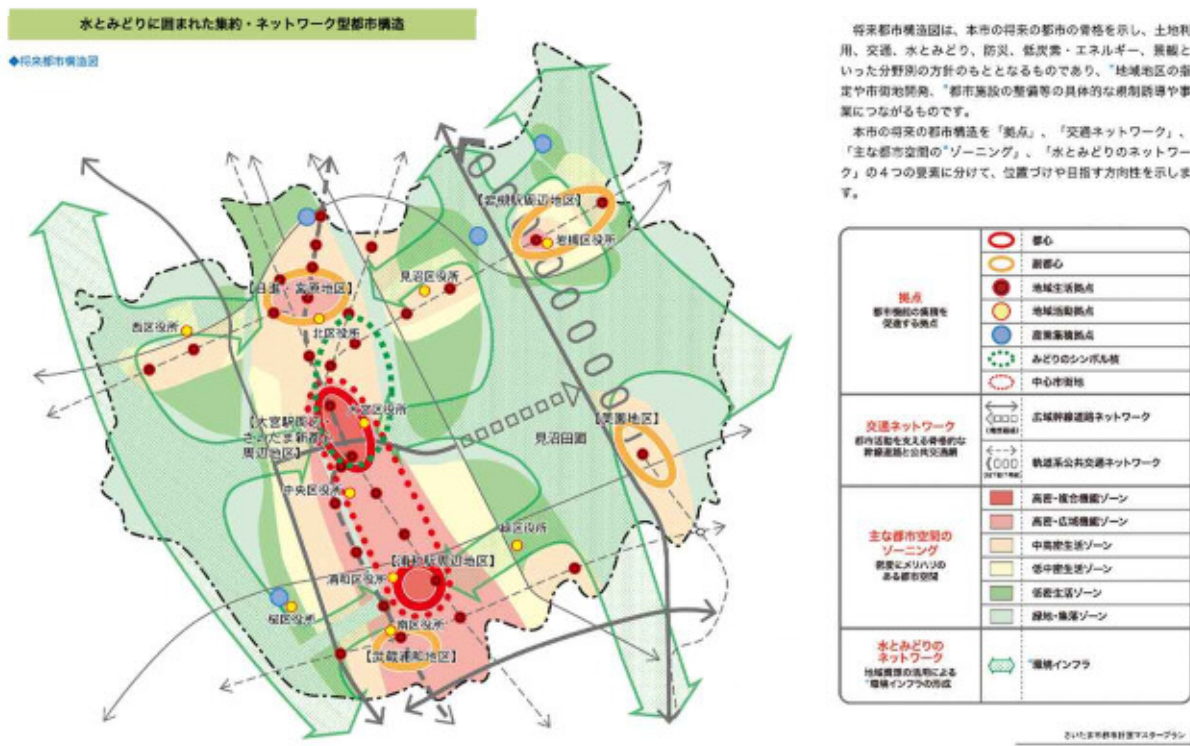 水とみどりに囲まれた集約・ネットワーク型都市構造
◆将来都市構造図
【岩槻駅周辺地区】
岩槻区役所
見沼区役所
【日進・宮原地区】
北区役所
西区役所
大宮区役所
【大宮駅周辺・
さいたま新都心
周辺地区】
見沼田圃
【美園地区】
中央区役所
緑区役所
【浦和駅周辺地区】
浦和区役所
桜区役所
南区役所
【武蔵浦和地区】
将来都市構造図は、本市の将来の都市の骨格を示し、土地利
用、交通、水とみどり、防災、低炭素・エネルギー、景観と
いった分野別の方針のもととなるものであり、*地域地区の指
定や市街地開発、*都市施設の整備等の具体的な規制誘導や事
業につながるものです。
本市の将来の都市構造を「拠点」、「交通ネットワーク」、
「主な都市空間の*ゾーニング」、「水とみどりのネットワー
ク」の4つの要素に分けて、位置づけや目指す方向性を示しま
す。
拠点
都市機能の集積を
促進する拠点
都心
副都心
地域生活拠点
地域活動拠点
産業集積拠点
みどりのシンボル核
中心市街地
交通ネットワーク
都市活動を支える骨格的な
幹線道路と公共交通網
広域幹線道路ネットワーク
軌道系公共交通ネットワーク
主な都市空間の
ゾーニング
密度にメリハリの
ある都市空間
高密・複合機能ゾーン
高密・広域機能ゾーン
中高密生活ゾーン
低中密生活ゾーン
低密生活ゾーン
緑地・集落ゾーン
水とみどりの
ネットワーク
地域資源の活用による
*環境インフラの形成
*環境インフラ
さいたま市都市計画マスタープラン